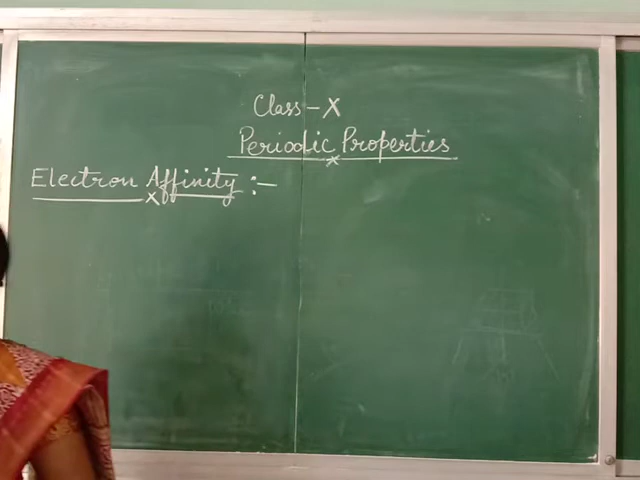 Class - X
Periodic Properties
Electron Affinity :-